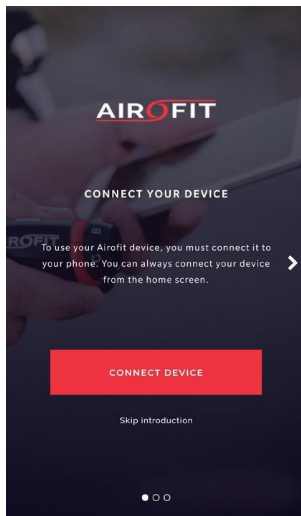 AIROFIT
CONNECT YOUR DEVICE
ROFIT
To use your Airofit device, you must connect it to
your phone. You can always connect your device
from the home screen.
CONNECT DEVICE
Skip introduction